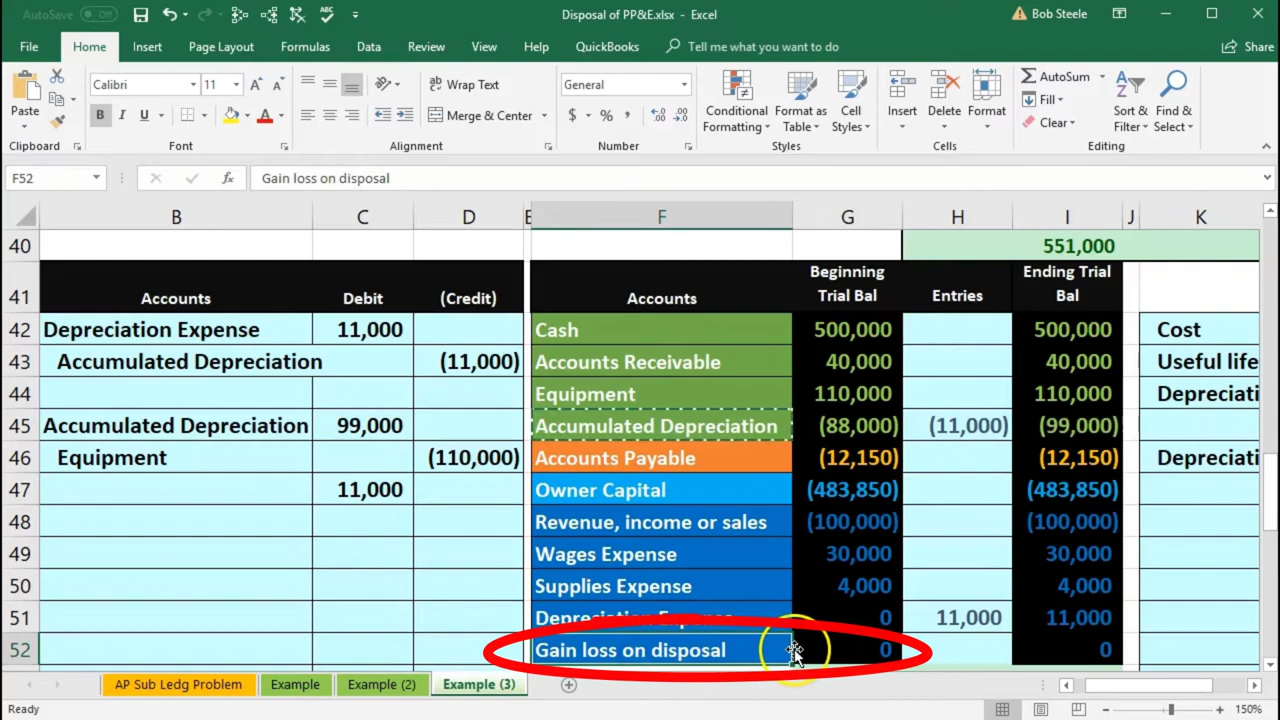 AutoSave Off Disposal of PP&E.xlsx - Excel Bob Steele
File Home Insert Page Layout Formulas Data Review View Help QuickBooks Tell me what you want to do Share
Paste
Calibri 11
B I U
Wrap Text
Merge & Center
General
$ %
Conditional Formatting
Format as Table
Cell Styles
Insert Delete Format
AutoSum
Fill
Clear
Sort & Filter
Find & Select
Clipboard Font Alignment Number Styles Cells Editing
F52 fx Gain loss on disposal
B C D E F G H I J K
40 551,000
41 Accounts Debit (Credit) Accounts Beginning Trial Bal Entries Ending Trial Bal
42 Depreciation Expense 11,000 Cash 500,000 500,000 Cost
43 Accumulated Depreciation (11,000) Accounts Receivable 40,000 40,000 Useful life
44 Equipment 110,000 110,000 Depreciati
45 Accumulated Depreciation 99,000 Accumulated Depreciation (88,000) (11,000) (99,000)
46 Equipment (110,000) Accounts Payable (12,150) (12,150) Depreciati
47 11,000 Owner Capital (483,850) (483,850)
48 Revenue, income or sales (100,000) (100,000)
49 Wages Expense 30,000 30,000
50 Supplies Expense 4,000 4,000
51 Depreciation Expense 0 11,000 11,000
52 Gain loss on disposal 0 0
AP Sub Ledg Problem Example Example (2) Example (3)
Ready 150%